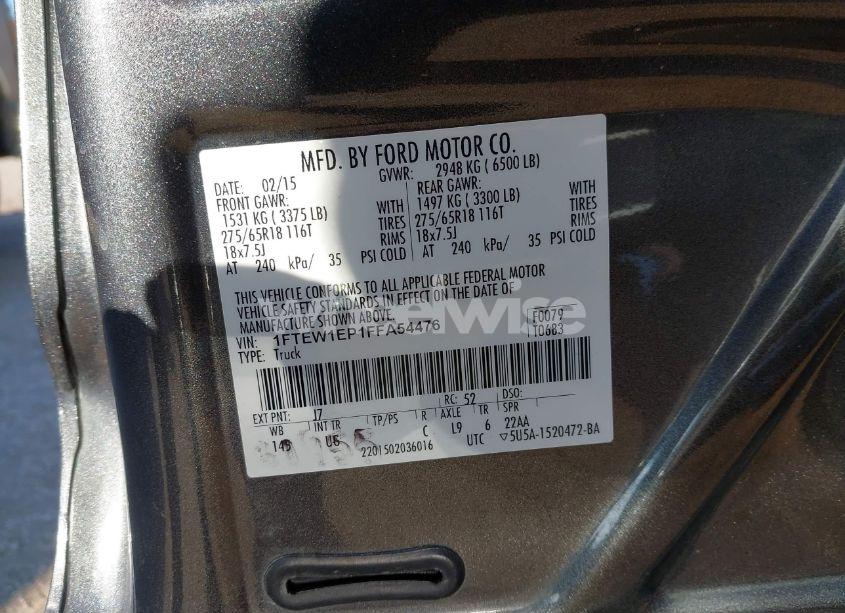 MFD. BY FORD MOTOR CO.
DATE: 02/15 GVWR: 2948 KG ( 6500 LB)
FRONT GAWR: REAR GAWR:
1531 KG ( 3375 LB) WITH 1497 KG ( 3300 LB) WITH
275/65R18 116T TIRES 275/65R18 116T TIRES
18x7.5J RIMS 18x7.5J RIMS
AT 240 kPa/ 35 PSI COLD AT 240 kPa/ 35 PSI COLD
THIS VEHICLE CONFORMS TO ALL APPLICABLE FEDERAL MOTOR
VEHICLE SAFETY STANDARDS IN EFFECT ON THE DATE OF
MANUFACTURE SHOWN ABOVE.
VIN: 1FTEW1EP1FFA54476 F0079
TYPE: Truck T0683
EXT PNT: J7 RC: 52 DSO:
WB INT TR TP/PS R AXLE TR SPR
145 UG C L9 6 22AA
2201502036016 UTC ▽5U5A-1520472-BA